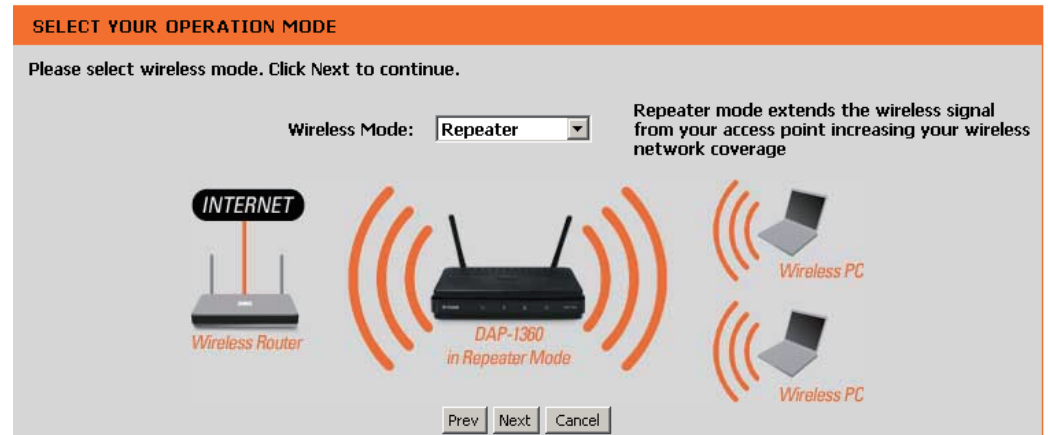 SELECT YOUR OPERATION MODE
Please select wireless mode. Click Next to continue.
Wireless Mode:
Repeater
Repeater mode extends the wireless signal
from your access point increasing your wireless
network coverage
INTERNET
Wireless Router
DAP-1360
in Repeater Mode
Wireless PC
Wireless PC
Prev
Next
Cancel